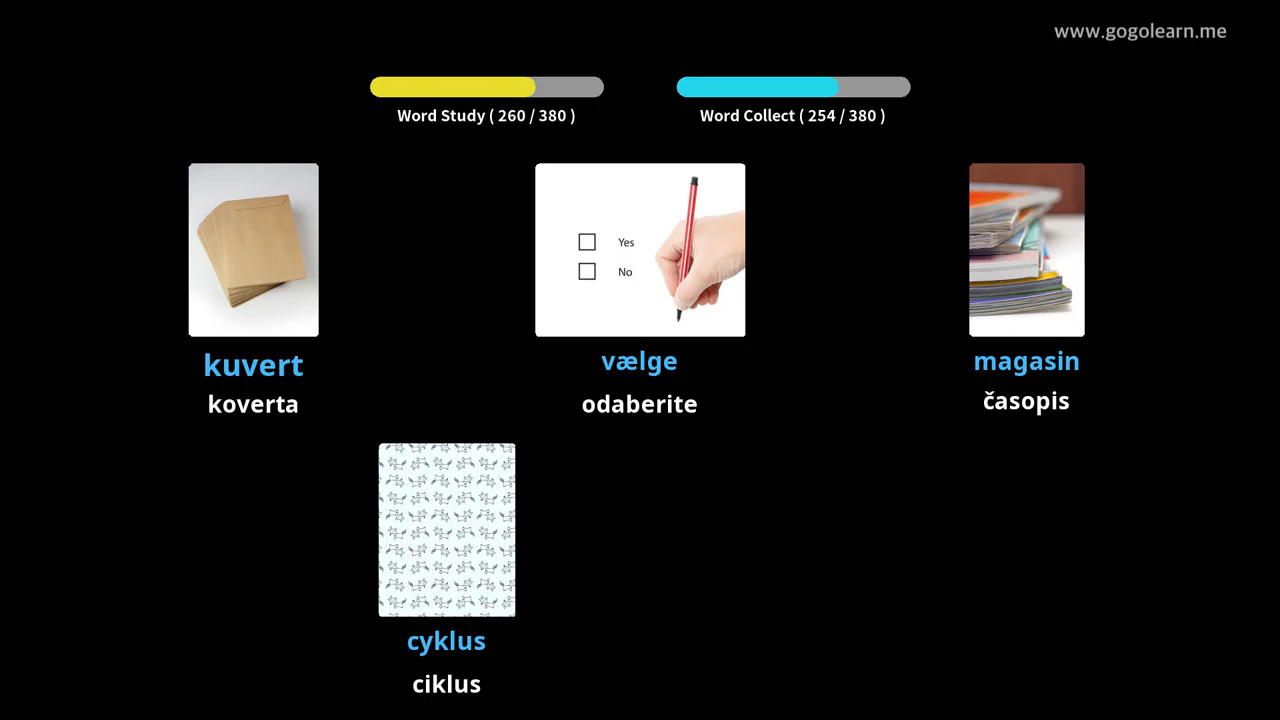 www.gogolearn.me
Word Study ( 260 / 380 )
Word Collect ( 254 / 380 )
Yes
No
kuvert
koverta
vælge
odaberite
magasin
časopis
cyklus
ciklus